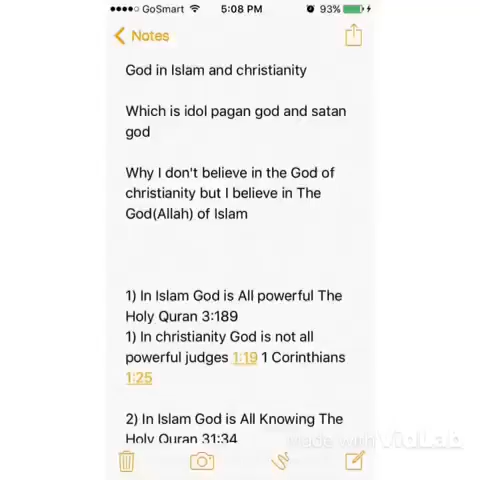 GoSmart 5:08 PM 93%
Notes
God in Islam and christianity
Which is idol pagan god and satan
god
Why I don't believe in the God of
christianity but I believe in The
God(Allah) of Islam
1) In Islam God is All powerful The
Holy Quran 3:189
1) In christianity God is not all
powerful judges 1:19 1 Corinthians
1:25
2) In Islam God is All Knowing The
Holy Quran 31:34
Made with VidLab